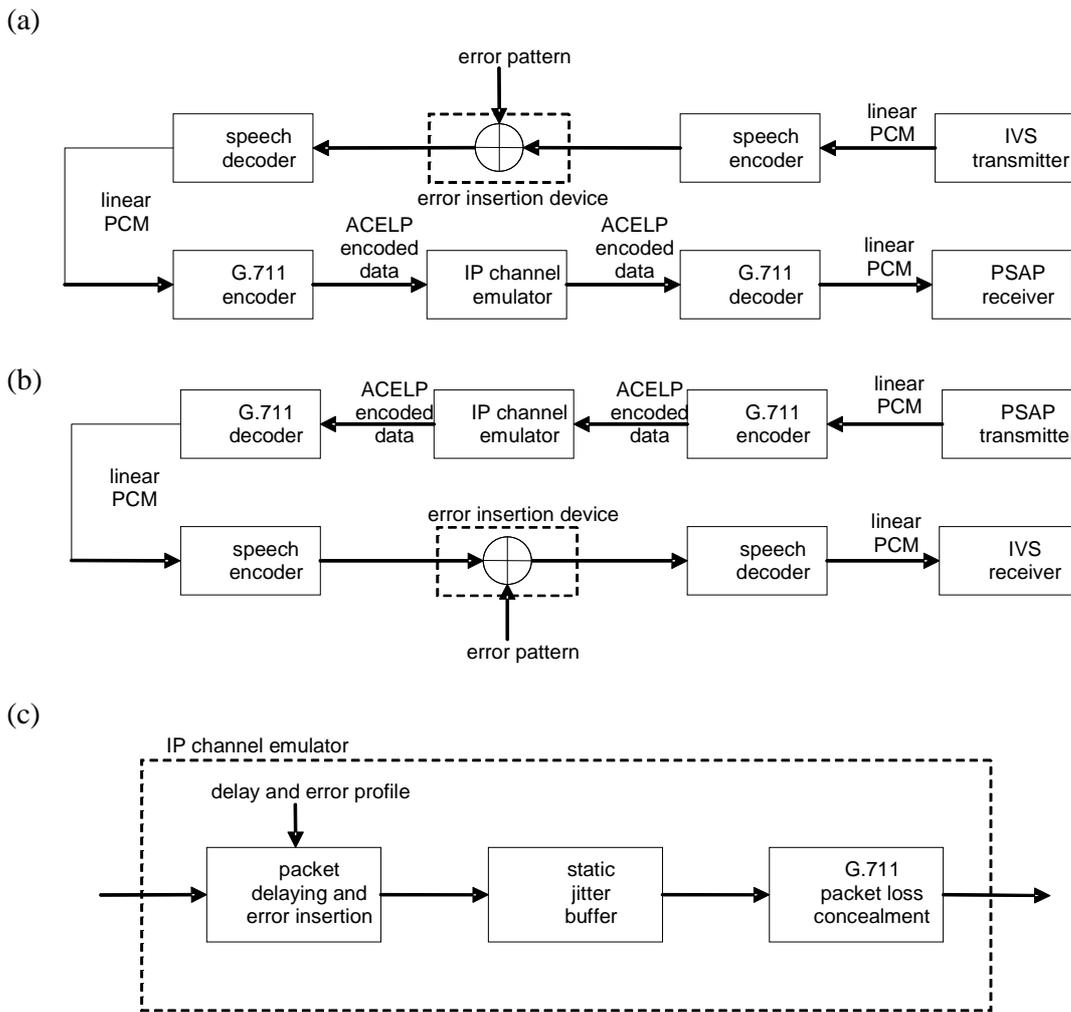 (a)
error pattern
linear
PCM
speech
decoder
speech
encoder
IVS
transmitter
error insertion device
linear
PCM
ACELP
encoded
data
ACELP
encoded
data
linear
PCM
G.711
encoder
IP channel
emulator
G.711
decoder
PSAP
receiver
(b)
ACELP
encoded
data
ACELP
encoded
data
linear
PCM
G.711
decoder
IP channel
emulator
G.711
encoder
PSAP
transmitter
linear
PCM
error insertion device
linear
PCM
speech
encoder
speech
decoder
IVS
receiver
error pattern
(c)
IP channel emulator
delay and error profile
packet
delaying and
error insertion
static
jitter
buffer
G.711
packet loss
concealment